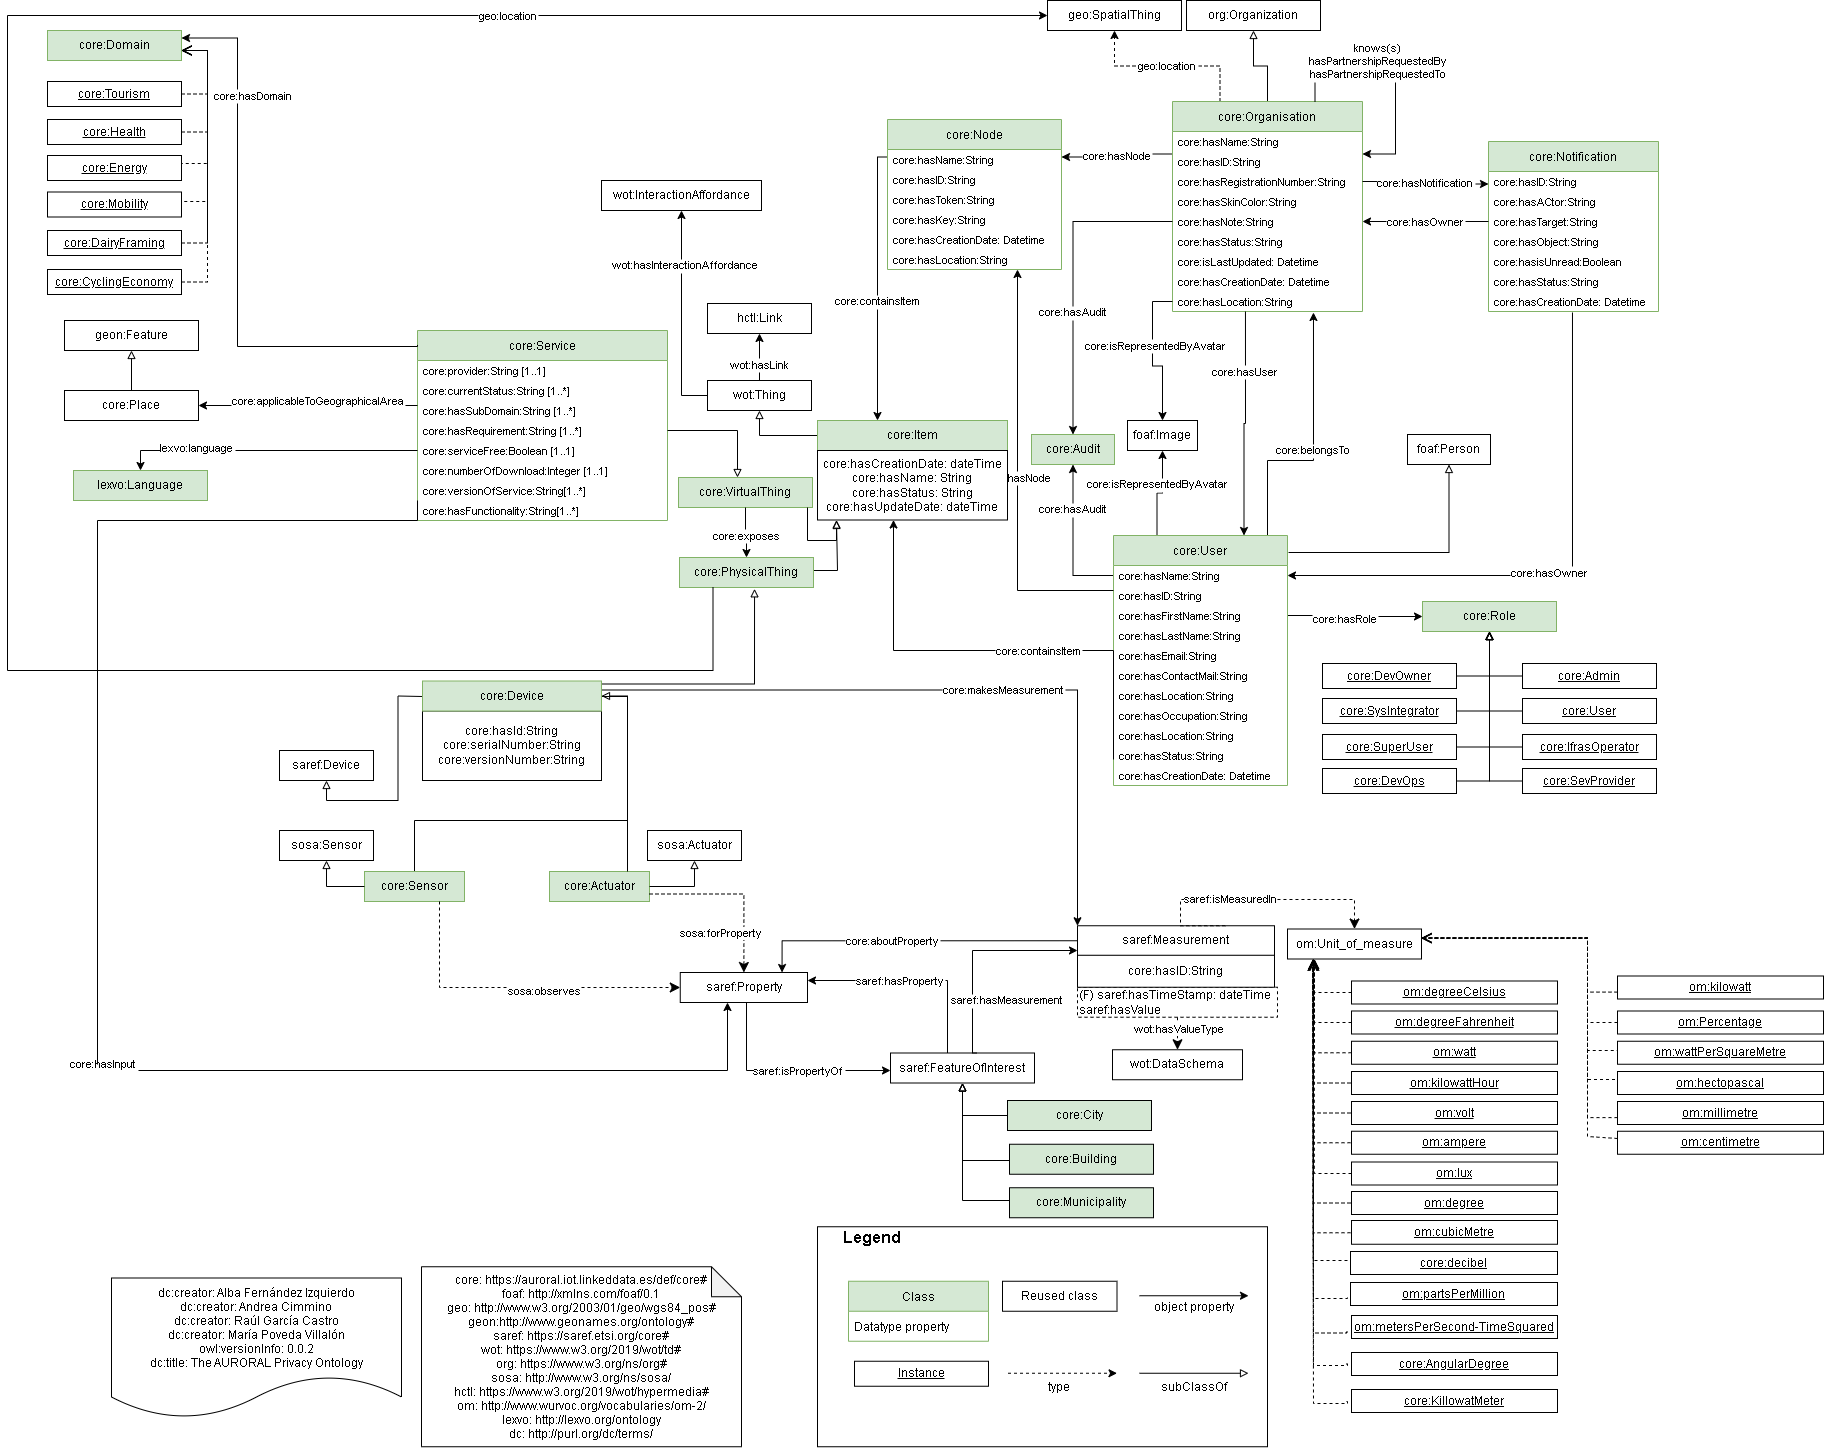 geo:location
geo:SpatialThing
org:Organization
core:Domain
core:Tourism
core:Health
core:Energy
core:Mobility
core:DairyFraming
core:CyclingEconomy
core:hasDomain
geo:location
knows(s)
hasPartnershipRequestedBy
hasPartnershipRequestedTo
core:Node
core:hasName:String
core:hasID:String
core:hasToken:String
core:hasKey:String
core:hasCreationDate: Datetime
core:hasLocation:String
core:hasNode
core:Organisation
core:hasName:String
core:hasID:String
core:hasRegistrationNumber:String
core:hasSkinColor:String
core:hasNote:String
core:hasStatus:String
core:isLastUpdated: Datetime
core:hasCreationDate: Datetime
core:hasLocation:String
core:hasNotification
core:hasOwner
core:Notification
core:hasID:String
core:hasACtor:String
core:hasTarget:String
core:hasObject:String
core:hasisUnread:Boolean
core:hasStatus:String
core:hasCreationDate: Datetime
wot:InteractionAffordance
wot:hasInteractionAffordance
hctl:Link
wot:hasLink
wot:Thing
core:containsItem
core:hasAudit
core:isRepresentedByAvatar
core:hasUser
geon:Feature
core:Place
core:applicableToGeographicalArea
lexvo:language
lexvo:Language
core:Service
core:provider:String [1..1]
core:currentStatus:String [1..*]
core:hasSubDomain:String [1..*]
core:hasRequirement:String [1..*]
core:serviceFree:Boolean [1..1]
core:numberOfDownload:Integer [1..1]
core:versionOfService:String[1..*]
core:hasFunctionality:String[1..*]
core:Item
core:hasCreationDate: dateTime
core:hasName: String
core:hasStatus: String
core:hasUpdateDate: dateTime
core:VirtualThing
core:exposes
core:PhysicalThing
hasNode
core:Audit
foaf:Image
core:isRepresentedByAvatar
core:hasAudit
core:belongsTo
foaf:Person
core:User
core:hasName:String
core:hasID:String
core:hasFirstName:String
core:hasLastName:String
core:hasEmail:String
core:hasContactMail:String
core:hasLocation:String
core:hasOccupation:String
core:hasLocation:String
core:hasStatus:String
core:hasCreationDate: Datetime
core:hasOwner
core:hasRole
core:Role
core:DevOwner
core:Admin
core:SysIntegrator
core:User
core:SuperUser
core:IfrasOperator
core:DevOps
core:SevProvider
core:containsItem
core:makesMeasurement
core:Device
core:hasId:String
core:serialNumber:String
core:versionNumber:String
saref:Device
sosa:Sensor
sosa:Actuator
core:Sensor
core:Actuator
sosa:forProperty
sosa:observes
core:aboutProperty
saref:Property
saref:hasProperty
saref:hasMeasurement
saref:isMeasuredIn
saref:Measurement
core:hasID:String
(F) saref:hasTimeStamp: dateTime
saref:hasValue
wot:hasValueType
wot:DataSchema
core:hasInput
saref:isPropertyOf
saref:FeatureOfInterest
core:City
core:Building
core:Municipality
om:Unit_of_measure
om:degreeCelsius
om:degreeFahrenheit
om:watt
om:kilowattHour
om:volt
om:ampere
om:lux
om:degree
om:cubicMetre
core:decibel
om:partsPerMillion
om:metersPerSecond-TimeSquared
core:AngularDegree
core:KillowatMeter
om:kilowatt
om:Percentage
om:wattPerSquareMetre
om:hectopascal
om:millimetre
om:centimetre
dc:creator: Alba Fernández Izquierdo
dc:creator: Andrea Cimmino
dc:creator: Raúl García Castro
dc:creator: María Poveda Villalón
owl:versionInfo: 0.0.2
dc:title: The AURORAL Privacy Ontology
core: https://auroral.iot.linkeddata.es/def/core#
foaf: http://xmlns.com/foaf/0.1
geo: http://www.w3.org/2003/01/geo/wgs84_pos#
geon:http://www.geonames.org/ontology#
saref: https://saref.etsi.org/core#
wot: https://www.w3.org/2019/wot/td#
org: https://www.w3.org/ns/org#
sosa: http://www.w3.org/ns/sosa/
hctl: https://www.w3.org/2019/wot/hypermedia#
om: http://www.wurvoc.org/vocabularies/om-2/
lexvo: http://lexvo.org/ontology
dc: http://purl.org/dc/terms/
Legend
Class
Datatype property
Reused class
object property
Instance
type
subClassOf